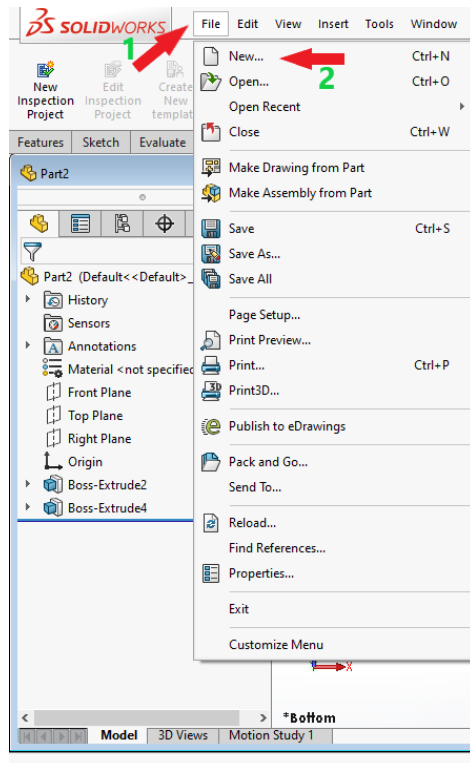 SOLIDWORKS
File Edit View Insert Tools Window
1
New... Ctrl+N
2
Open... Ctrl+O
Open Recent
Close Ctrl+W
Make Drawing from Part
Make Assembly from Part
Save Ctrl+S
Save As...
Save All
Page Setup...
Print Preview...
Print... Ctrl+P
Print3D...
Publish to eDrawings
Pack and Go...
Send To...
Reload...
Find References...
Properties...
Exit
Customize Menu
New Inspection Project
Edit Inspection Project
Create New templat
Features Sketch Evaluate
Part2
Part2 (Default<<Default>_
History
Sensors
Annotations
Material <not specified
Front Plane
Top Plane
Right Plane
Origin
Boss-Extrude2
Boss-Extrude4
X
*Bottom
Model 3D Views Motion Study 1